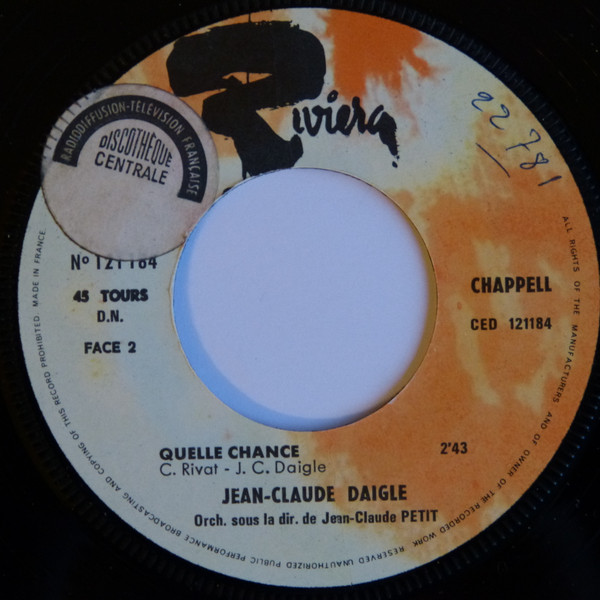 Riviera
RADIODIFFUSION-TÉLÉVISION FRANÇAISE
DISCOTHÈQUE
CENTRALE
22781
N° 121184
45 TOURS
D.N.
FACE 2
CHAPPELL
CED 121184
QUELLE CHANCE 2'43
C. Rivat - J. C. Daigle
JEAN-CLAUDE DAIGLE
Orch. sous la dir. de Jean-Claude PETIT
ALL RIGHTS OF THE MANUFACTURERS AND OF OWNER OF THE RECORDED WORK RESERVED UNAUTHORIZED PUBLIC PERFORMANCE BROADCASTING AND COPYING OF THIS RECORD PROHIBITED. MADE IN FRANCE